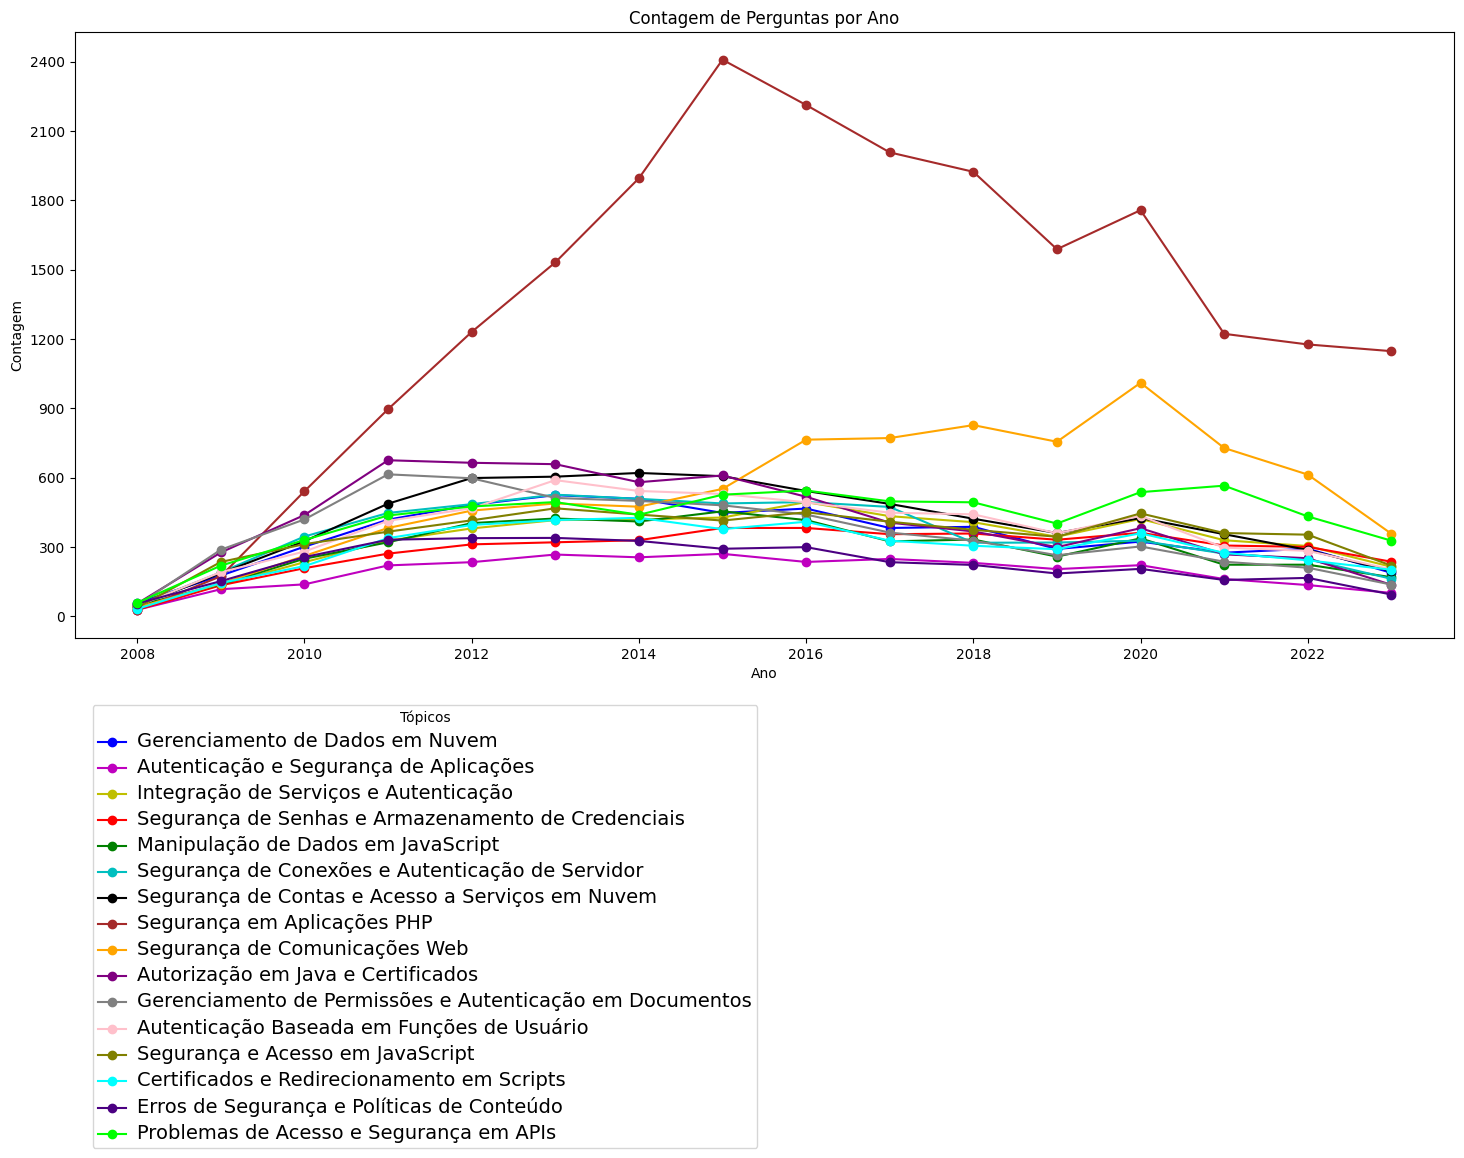 Contagem de Perguntas por Ano
2400
2100
1800
1500
1200
900
600
300
0
Contagem
2008
2010
2012
2014
2016
2018
2020
2022
Ano
Tópicos
Gerenciamento de Dados em Nuvem
Autenticação e Segurança de Aplicações
Integração de Serviços e Autenticação
Segurança de Senhas e Armazenamento de Credenciais
Manipulação de Dados em JavaScript
Segurança de Conexões e Autenticação de Servidor
Segurança de Contas e Acesso a Serviços em Nuvem
Segurança em Aplicações PHP
Segurança de Comunicações Web
Autorização em Java e Certificados
Gerenciamento de Permissões e Autenticação em Documentos
Autenticação Baseada em Funções de Usuário
Segurança e Acesso em JavaScript
Certificados e Redirecionamento em Scripts
Erros de Segurança e Políticas de Conteúdo
Problemas de Acesso e Segurança em APIs